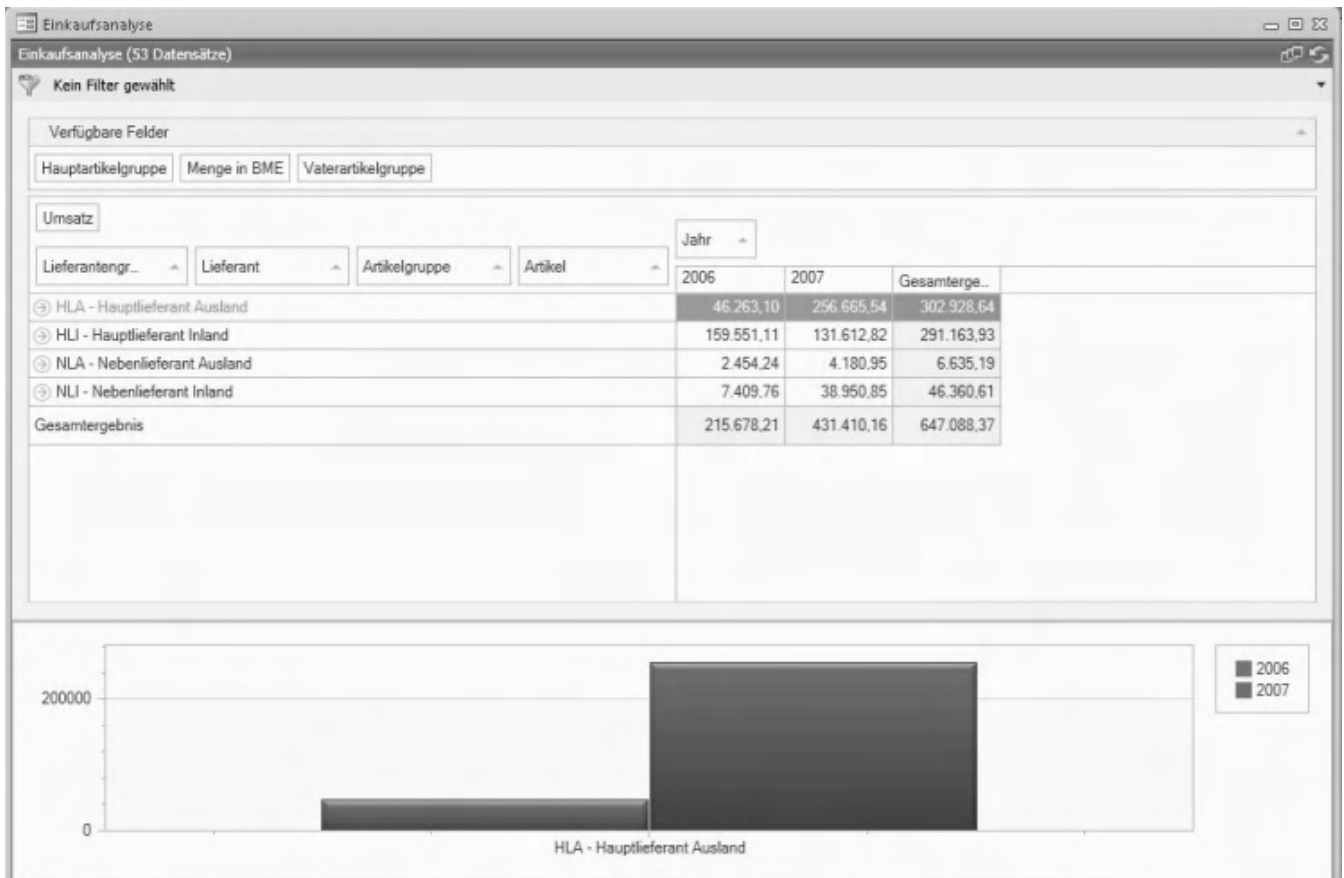 Einkaufsanalyse
Einkaufsanalyse (53 Datensätze)
Kein Filter gewählt
Verfügbare Felder
Hauptartikelgruppe Menge in BME Vaterartikelgruppe
Umsatz
Jahr
Lieferantengr... Lieferant Artikelgruppe Artikel
2006 2007 Gesamterge...
HLA - Hauptlieferant Ausland 46.263,10 256.665,54 302.928,64
HLI - Hauptlieferant Inland 159.551,11 131.612,82 291.163,93
NLA - Nebenlieferant Ausland 2.454,24 4.180,95 6.635,19
NLI - Nebenlieferant Inland 7.409,76 38.950,85 46.360,61
Gesamtergebnis 215.678,21 431.410,16 647.088,37
2006
2007
200000
0
HLA - Hauptlieferant Ausland